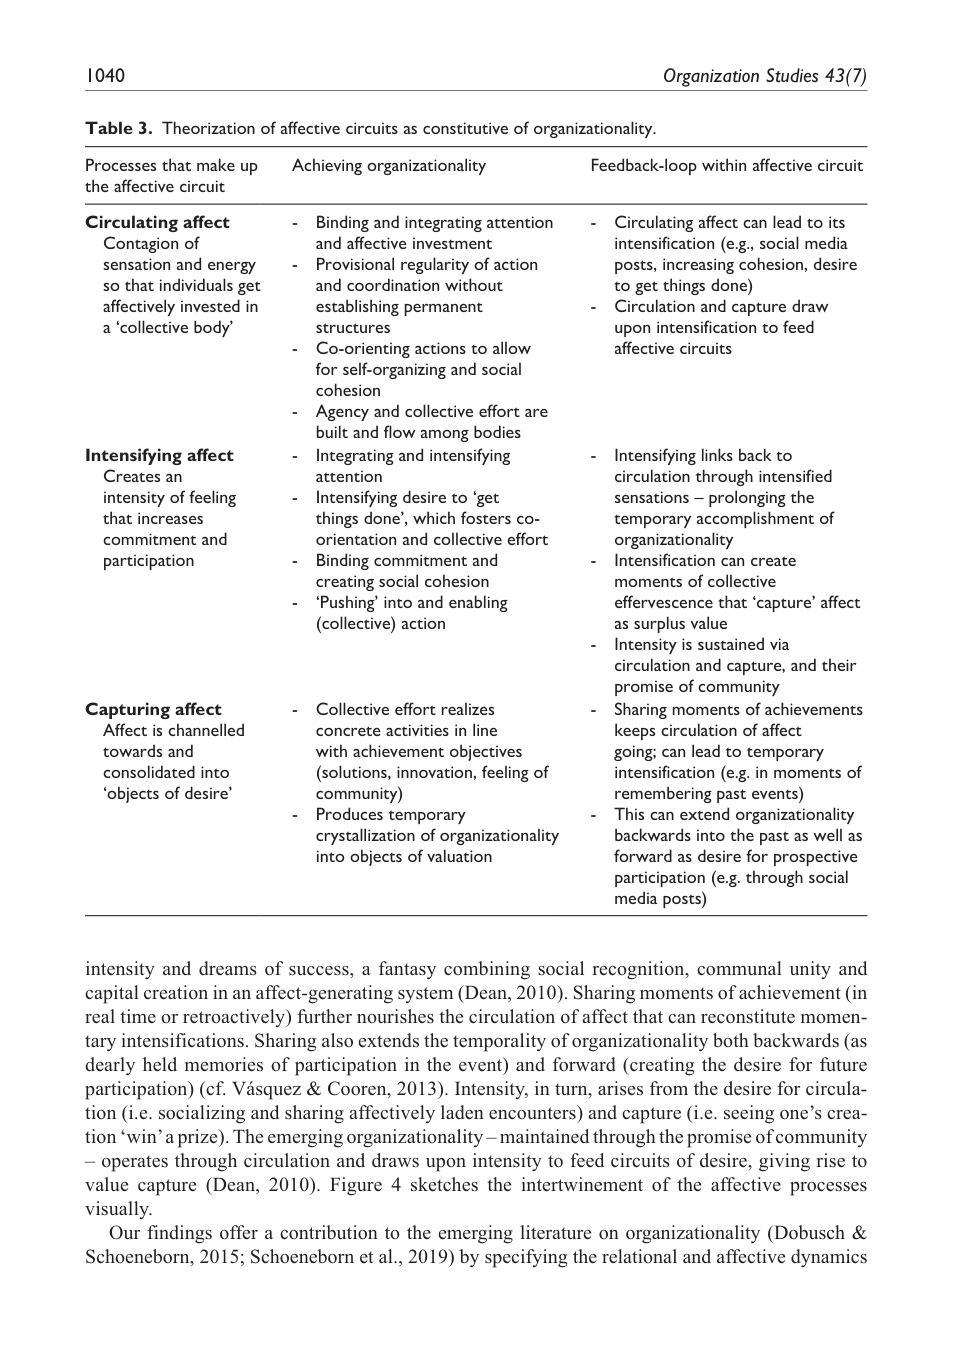 1040
Organization Studies 43(7)
Table 3. Theorization of affective circuits as constitutive of organizationality.
Processes that make up
the affective circuit
Achieving organizationality
Feedback-loop within affective circuit
Circulating affect
Contagion of
sensation and energy
so that individuals get
affectively invested in
a ‘collective body’
- Binding and integrating attention
and affective investment
- Provisional regularity of action
and coordination without
establishing permanent
structures
- Co-orienting actions to allow
for self-organizing and social
cohesion
- Agency and collective effort are
built and flow among bodies
- Circulating affect can lead to its
intensification (e.g., social media
posts, increasing cohesion, desire
to get things done)
- Circulation and capture draw
upon intensification to feed
affective circuits
Intensifying affect
Creates an
intensity of feeling
that increases
commitment and
participation
- Integrating and intensifying
attention
- Intensifying desire to ‘get
things done’, which fosters co-
orientation and collective effort
- Binding commitment and
creating social cohesion
- ‘Pushing’ into and enabling
(collective) action
- Intensifying links back to
circulation through intensified
sensations – prolonging the
temporary accomplishment of
organizationality
- Intensification can create
moments of collective
effervescence that ‘capture’ affect
as surplus value
- Intensity is sustained via
circulation and capture, and their
promise of community
Capturing affect
Affect is channelled
towards and
consolidated into
‘objects of desire’
- Collective effort realizes
concrete activities in line
with achievement objectives
(solutions, innovation, feeling of
community)
- Produces temporary
crystallization of organizationality
into objects of valuation
- Sharing moments of achievements
keeps circulation of affect
going; can lead to temporary
intensification (e.g. in moments of
remembering past events)
- This can extend organizationality
backwards into the past as well as
forward as desire for prospective
participation (e.g. through social
media posts)
intensity and dreams of success, a fantasy combining social recognition, communal unity and
capital creation in an affect-generating system (Dean, 2010). Sharing moments of achievement (in
real time or retroactively) further nourishes the circulation of affect that can reconstitute momen-
tary intensifications. Sharing also extends the temporality of organizationality both backwards (as
dearly held memories of participation in the event) and forward (creating the desire for future
participation) (cf. Vásquez & Cooren, 2013). Intensity, in turn, arises from the desire for circula-
tion (i.e. socializing and sharing affectively laden encounters) and capture (i.e. seeing one’s crea-
tion ‘win’ a prize). The emerging organizationality – maintained through the promise of community
– operates through circulation and draws upon intensity to feed circuits of desire, giving rise to
value capture (Dean, 2010). Figure 4 sketches the intertwinement of the affective processes
visually.
Our findings offer a contribution to the emerging literature on organizationality (Dobusch &
Schoeneborn, 2015; Schoeneborn et al., 2019) by specifying the relational and affective dynamics